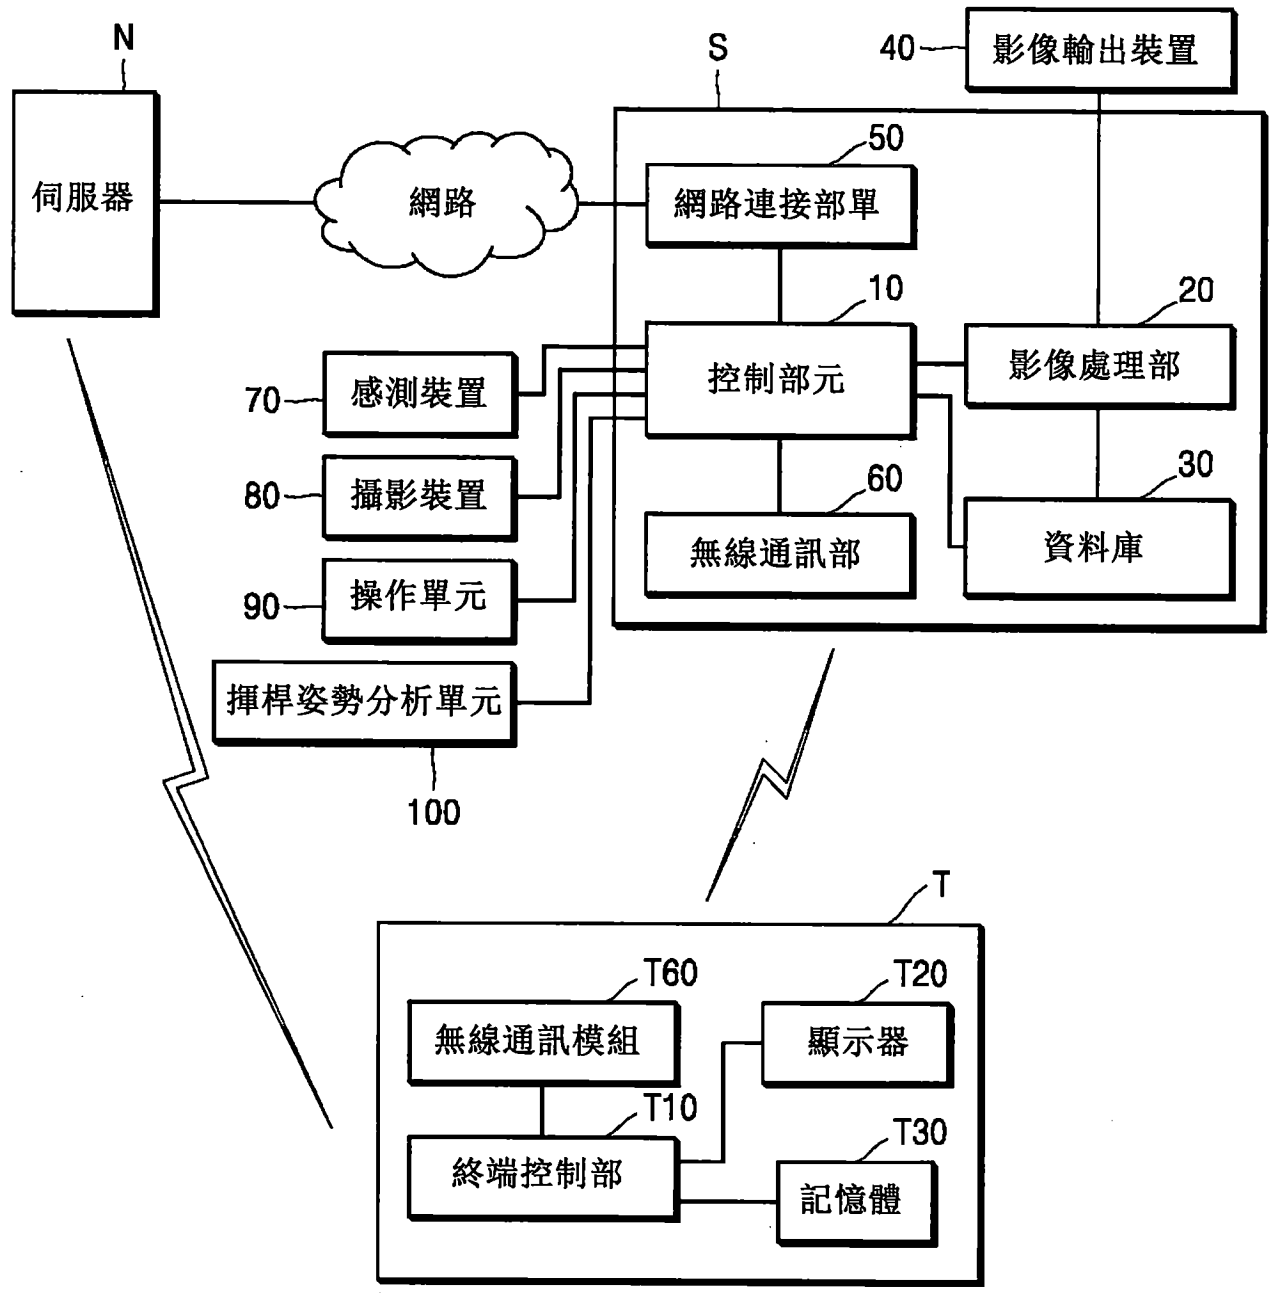 N
伺服器
網路
S
40
影像輸出裝置
50
網路連接部單
10
控制部元
20
影像處理部
70
感測裝置
80
攝影裝置
60
無線通訊部
30
資料庫
90
操作單元
揮桿姿勢分析單元
100
T
T60
無線通訊模組
T20
顯示器
T10
終端控制部
T30
記憶體